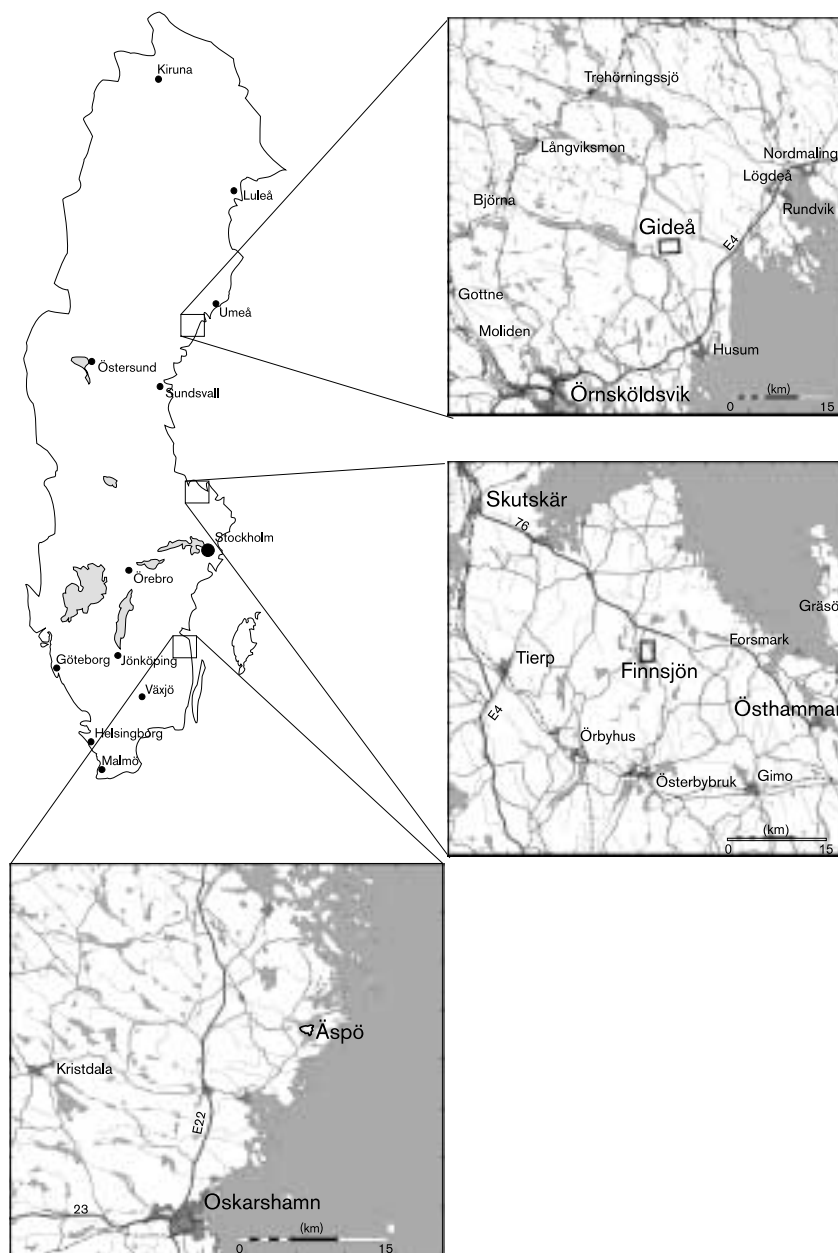 Kiruna
Luleå
Umeå
Östersund
Sundsvall
Stockholm
Örebro
Göteborg
Jönköping
Växjö
Helsingborg
Malmö
Trehörningssjö
Långviksmon
Nordmaling
Lögdeå
Björna
Rundvik
Gideå
E4
Gottne
Moliden
Husum
Örnsköldsvik
(km)
0 15
Skutskär
76
Gräsö
Forsmark
Tierp
Finnsjön
E4
Östhammar
Örbyhus
Österbybruk
Gimo
(km)
0 15
Äspö
Kristdala
E22
23
Oskarshamn
(km)
0 15